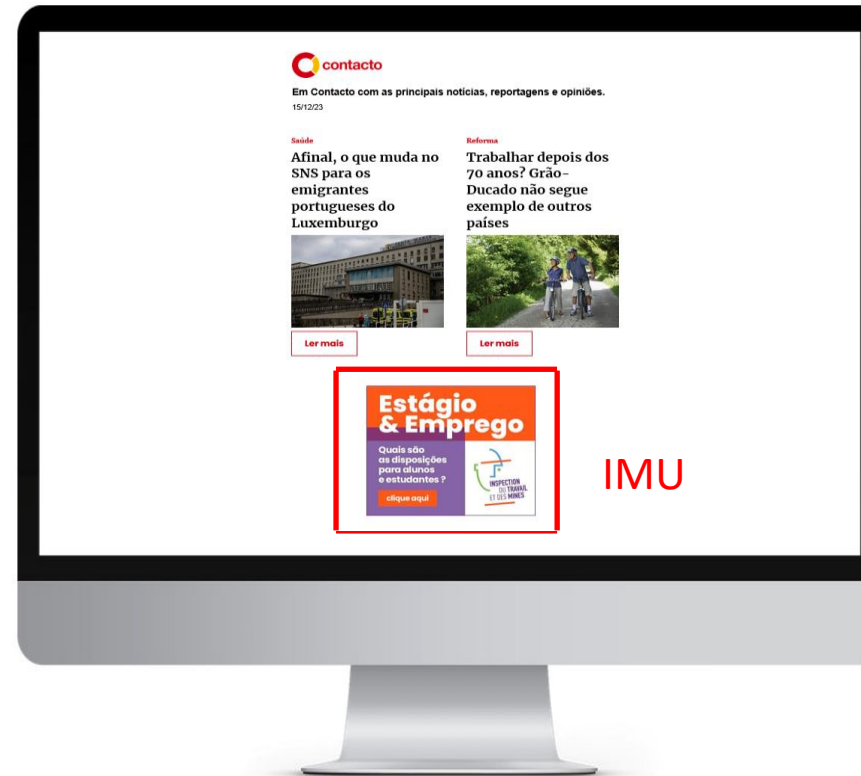 contacto
Em Contacto com as principais notícias, reportagens e opiniões.
15/12/23
Saúde
Afinal, o que muda no
SNS para os
emigrantes
portugueses do
Luxemburgo
Ler mais
Reforma
Trabalhar depois dos
70 anos? Grão-
Ducado não segue
exemplo de outros
países
Ler mais
Estágio
& Emprego
Quais são
as disposições
para alunos
e estudantes ?
clique aqui
INSPECTION
DU TRAVAIL
ET DES MINES
IMU